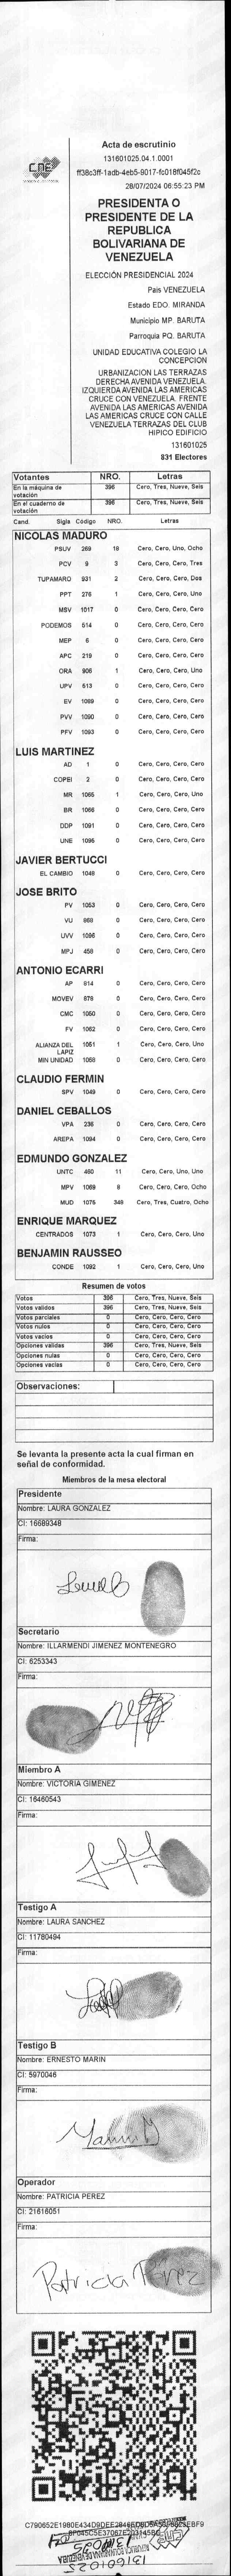 CNE
Acta de escrutinio
131601025.04.1.0001
ff38c3ff-1adb-4eb5-9017-fc018f045f2c
28/07/2024 06:55:23 PM
PRESIDENTA O
PRESIDENTE DE LA
REPUBLICA
BOLIVARIANA DE
VENEZUELA
ELECCIÓN PRESIDENCIAL 2024
Pais VENEZUELA
Estado EDO. MIRANDA
Municipio MP. BARUTA
Parroquia PQ. BARUTA
UNIDAD EDUCATIVA COLEGIO LA
CONCEPCION
URBANIZACION LAS TERRAZAS
DERECHA AVENIDA VENEZUELA.
IZQUIERDA AVENIDA LAS AMERICAS
CRUCE CON VENEZUELA. FRENTE
AVENIDA LAS AMERICAS AVENIDA
LAS AMERICAS CRUCE CON CALLE
VENEZUELA TERRAZAS DEL CLUB
HIPICO EDIFICIO
131601025
831 Electores
Votantes NRO. Letras
En la máquina de votación 396 Cero, Tres, Nueve, Seis
En el cuaderno de votación 396 Cero, Tres, Nueve, Seis
Cand. Sigla Código NRO. Letras
NICOLAS MADURO
PSUV 269 18 Cero, Cero, Uno, Ocho
PCV 9 3 Cero, Cero, Cero, Tres
TUPAMARO 931 2 Cero, Cero, Cero, Dos
PPT 276 1 Cero, Cero, Cero, Uno
MSV 1017 0 Cero, Cero, Cero, Cero
PODEMOS 514 0 Cero, Cero, Cero, Cero
MEP 6 0 Cero, Cero, Cero, Cero
APC 219 0 Cero, Cero, Cero, Cero
ORA 906 1 Cero, Cero, Cero, Uno
UPV 513 0 Cero, Cero, Cero, Cero
EV 1089 0 Cero, Cero, Cero, Cero
PVV 1090 0 Cero, Cero, Cero, Cero
PFV 1093 0 Cero, Cero, Cero, Cero
LUIS MARTINEZ
AD 1 0 Cero, Cero, Cero, Cero
COPEI 2 0 Cero, Cero, Cero, Cero
MR 1065 1 Cero, Cero, Cero, Uno
BR 1066 0 Cero, Cero, Cero, Cero
DDP 1091 0 Cero, Cero, Cero, Cero
UNE 1095 0 Cero, Cero, Cero, Cero
JAVIER BERTUCCI
EL CAMBIO 1048 0 Cero, Cero, Cero, Cero
JOSE BRITO
PV 1053 0 Cero, Cero, Cero, Cero
VU 868 0 Cero, Cero, Cero, Cero
UVV 1096 0 Cero, Cero, Cero, Cero
MPJ 458 0 Cero, Cero, Cero, Cero
ANTONIO ECARRI
AP 814 0 Cero, Cero, Cero, Cero
MOVEV 878 0 Cero, Cero, Cero, Cero
CMC 1050 0 Cero, Cero, Cero, Cero
FV 1062 0 Cero, Cero, Cero, Cero
ALIANZA DEL LAPIZ 1051 1 Cero, Cero, Cero, Uno
MIN UNIDAD 1058 0 Cero, Cero, Cero, Cero
CLAUDIO FERMIN
SPV 1049 0 Cero, Cero, Cero, Cero
DANIEL CEBALLOS
VPA 236 0 Cero, Cero, Cero, Cero
AREPA 1094 0 Cero, Cero, Cero, Cero
EDMUNDO GONZALEZ
UNTC 460 11 Cero, Cero, Uno, Uno
MPV 1069 8 Cero, Cero, Cero, Ocho
MUD 1075 348 Cero, Tres, Cuatro, Ocho
ENRIQUE MARQUEZ
CENTRADOS 1073 1 Cero, Cero, Cero, Uno
BENJAMIN RAUSSEO
CONDE 1092 1 Cero, Cero, Cero, Uno
Resumen de votos
Votos 396 Cero, Tres, Nueve, Seis
Votos validos 396 Cero, Tres, Nueve, Seis
Votos parciales 0 Cero, Cero, Cero, Cero
Votos nulos 0 Cero, Cero, Cero, Cero
Votos vacios 0 Cero, Cero, Cero, Cero
Opciones validas 396 Cero, Tres, Nueve, Seis
Opciones nulas 0 Cero, Cero, Cero, Cero
Opciones vacias 0 Cero, Cero, Cero, Cero
Observaciones:
Se levanta la presente acta la cual firman en
señal de conformidad.
Miembros de la mesa electoral
Presidente
Nombre: LAURA GONZALEZ
CI: 16689348
Firma:
Secretario
Nombre: ILLARMENDI JIMENEZ MONTENEGRO
CI: 6253343
Firma:
Miembro A
Nombre: VICTORIA GIMENEZ
CI: 16460543
Firma:
Testigo A
Nombre: LAURA SANCHEZ
CI: 11780494
Firma:
Testigo B
Nombre: ERNESTO MARIN
CI: 5970046
Firma:
Operador
Nombre: PATRICIA PEREZ
CI: 21616051
Firma:
Patricia Perez
131601025